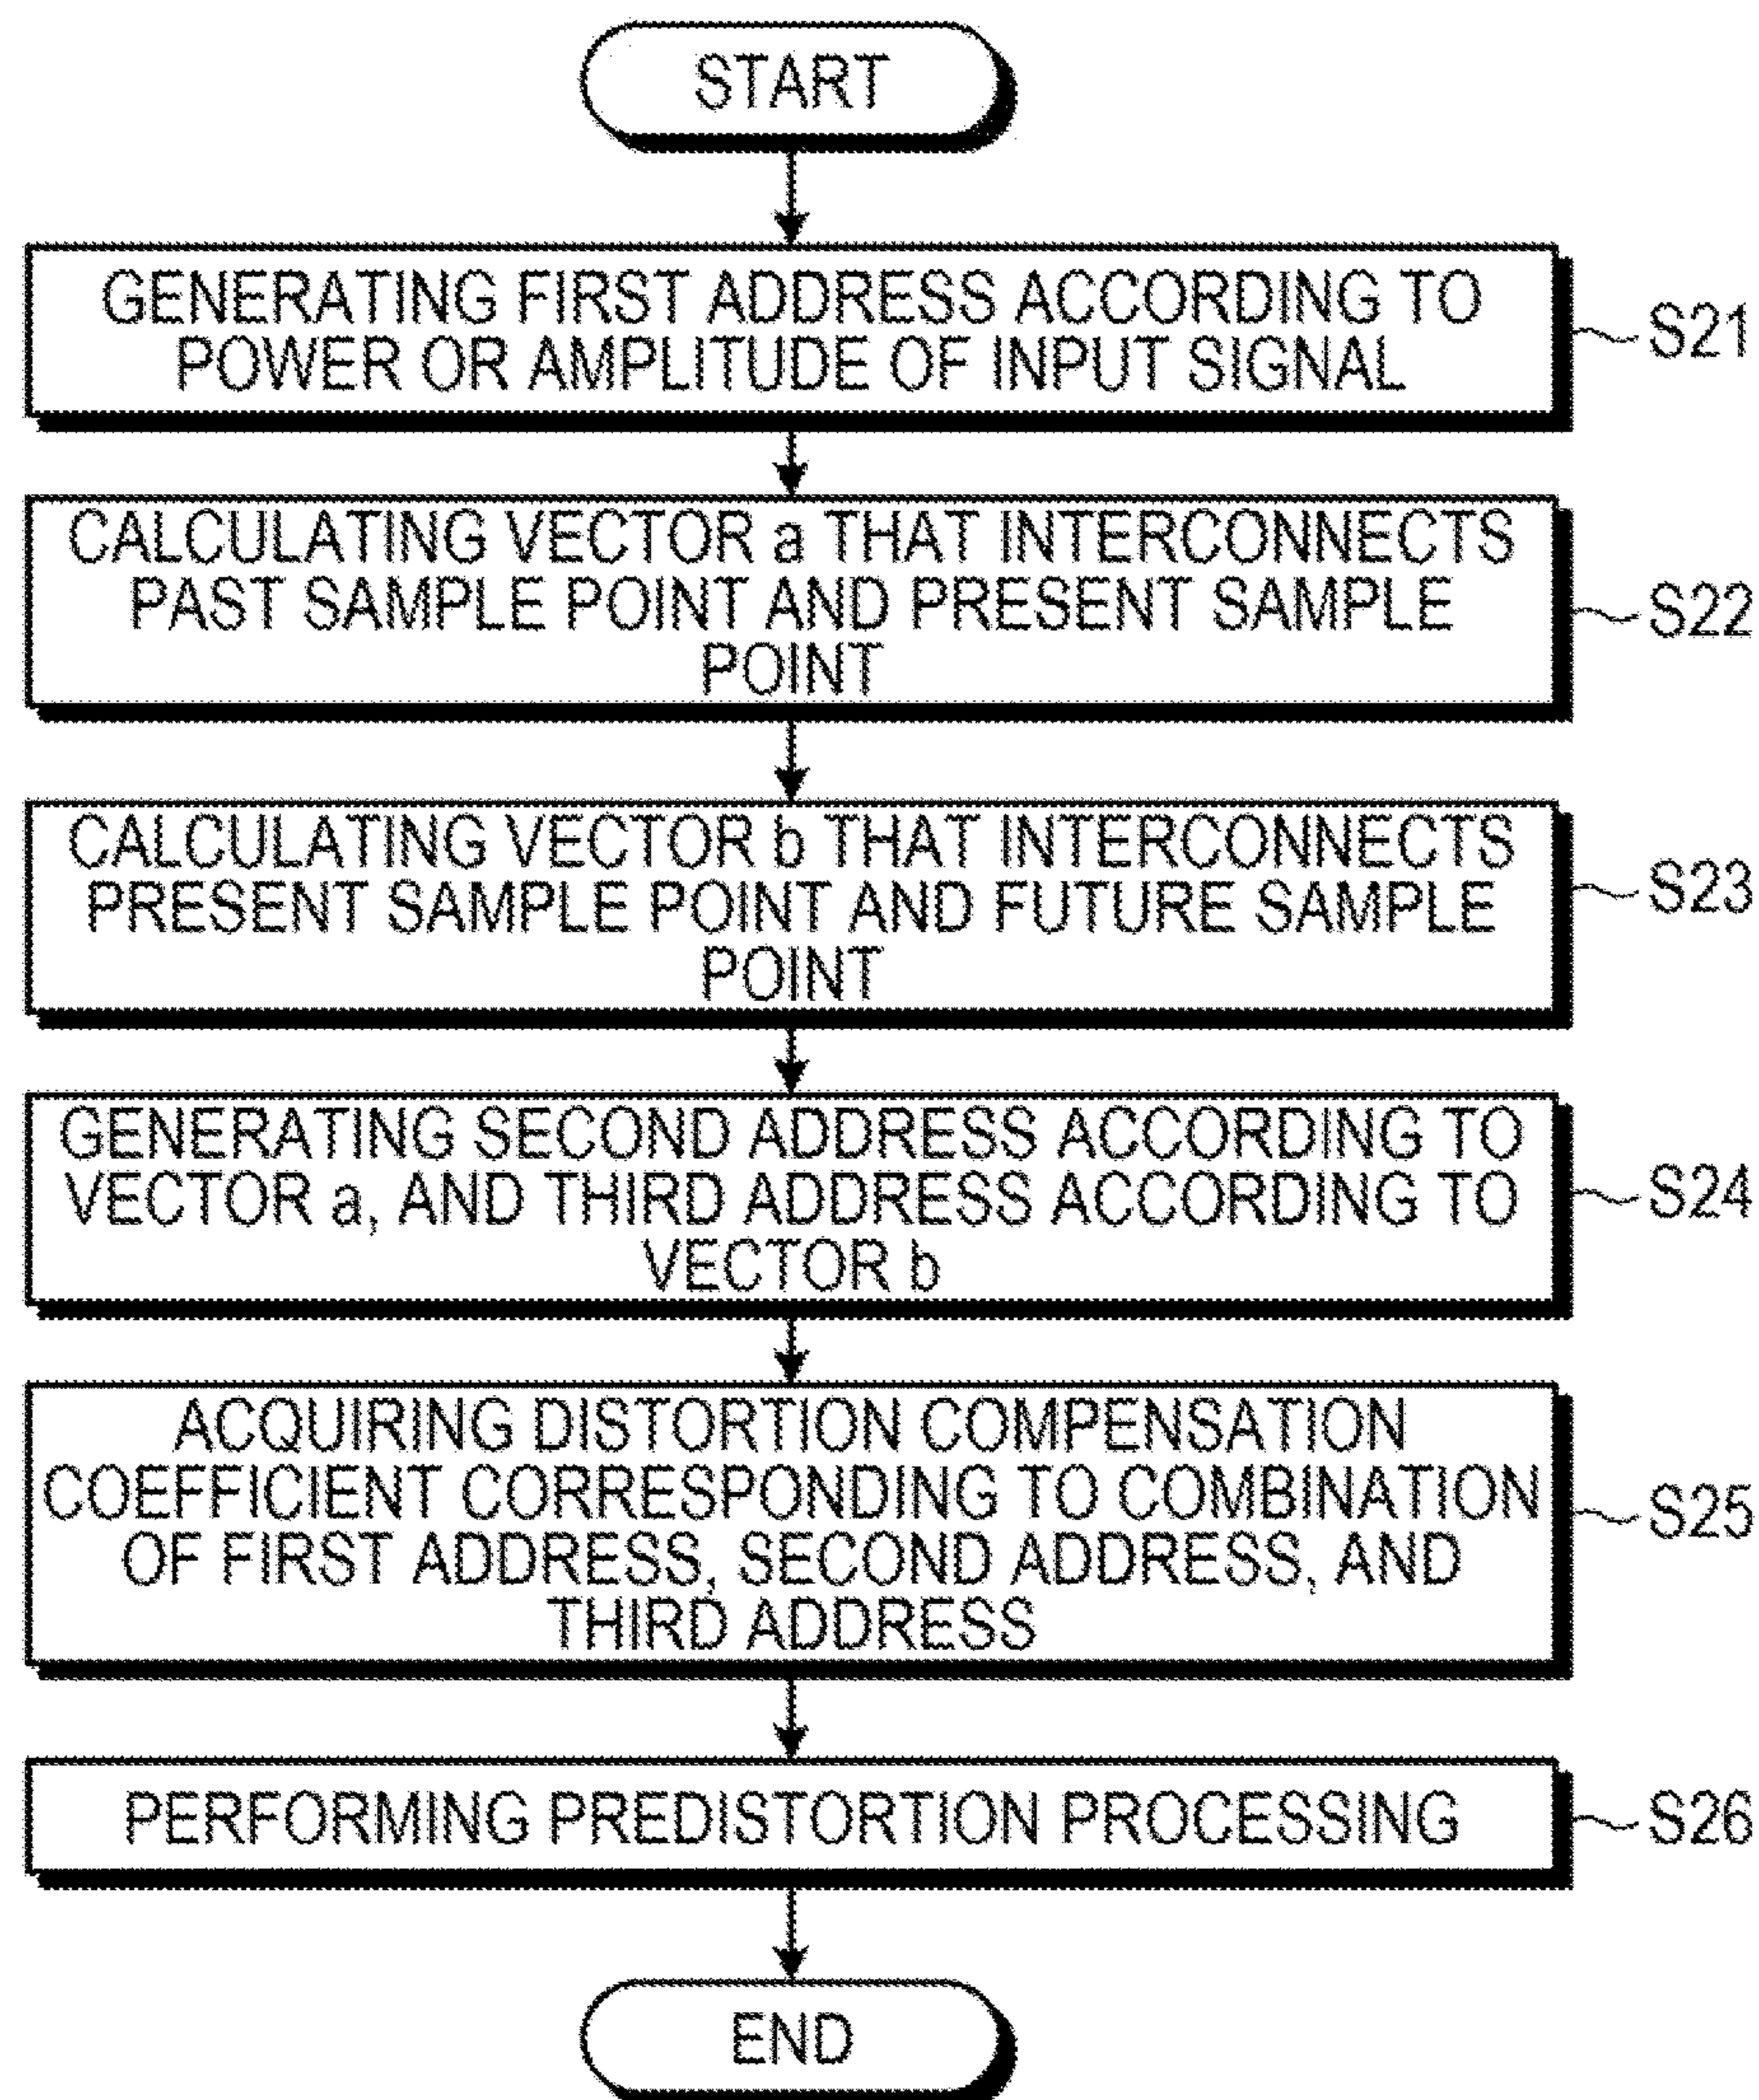 START
GENERATING FIRST ADDRESS ACCORDING TO
POWER OR AMPLITUDE OF INPUT SIGNAL
S21
CALCULATING VECTOR a THAT INTERCONNECTS
PAST SAMPLE POINT AND PRESENT SAMPLE
POINT
S22
CALCULATING VECTOR b THAT INTERCONNECTS
PRESENT SAMPLE POINT AND FUTURE SAMPLE
POINT
S23
GENERATING SECOND ADDRESS ACCORDING TO
VECTOR a, AND THIRD ADDRESS ACCORDING TO
VECTOR b
S24
ACQUIRING DISTORTION COMPENSATION
COEFFICIENT CORRESPONDING TO COMBINATION
OF FIRST ADDRESS, SECOND ADDRESS, AND
THIRD ADDRESS
S25
PERFORMING PREDISTORTION PROCESSING
S26
END